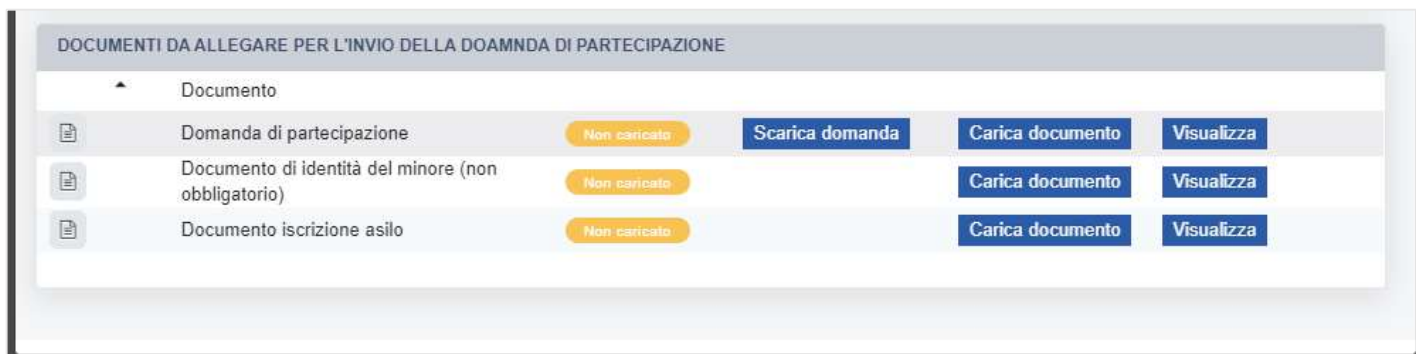 DOCUMENTI DA ALLEGARE PER L'INVIO DELLA DOAMNDA DI PARTECIPAZIONE
Documento
Domanda di partecipazione Non caricato Scarica domanda Carica documento Visualizza
Documento di identità del minore (non
obbligatorio) Non caricato Carica documento Visualizza
Documento iscrizione asilo Non caricato Carica documento Visualizza